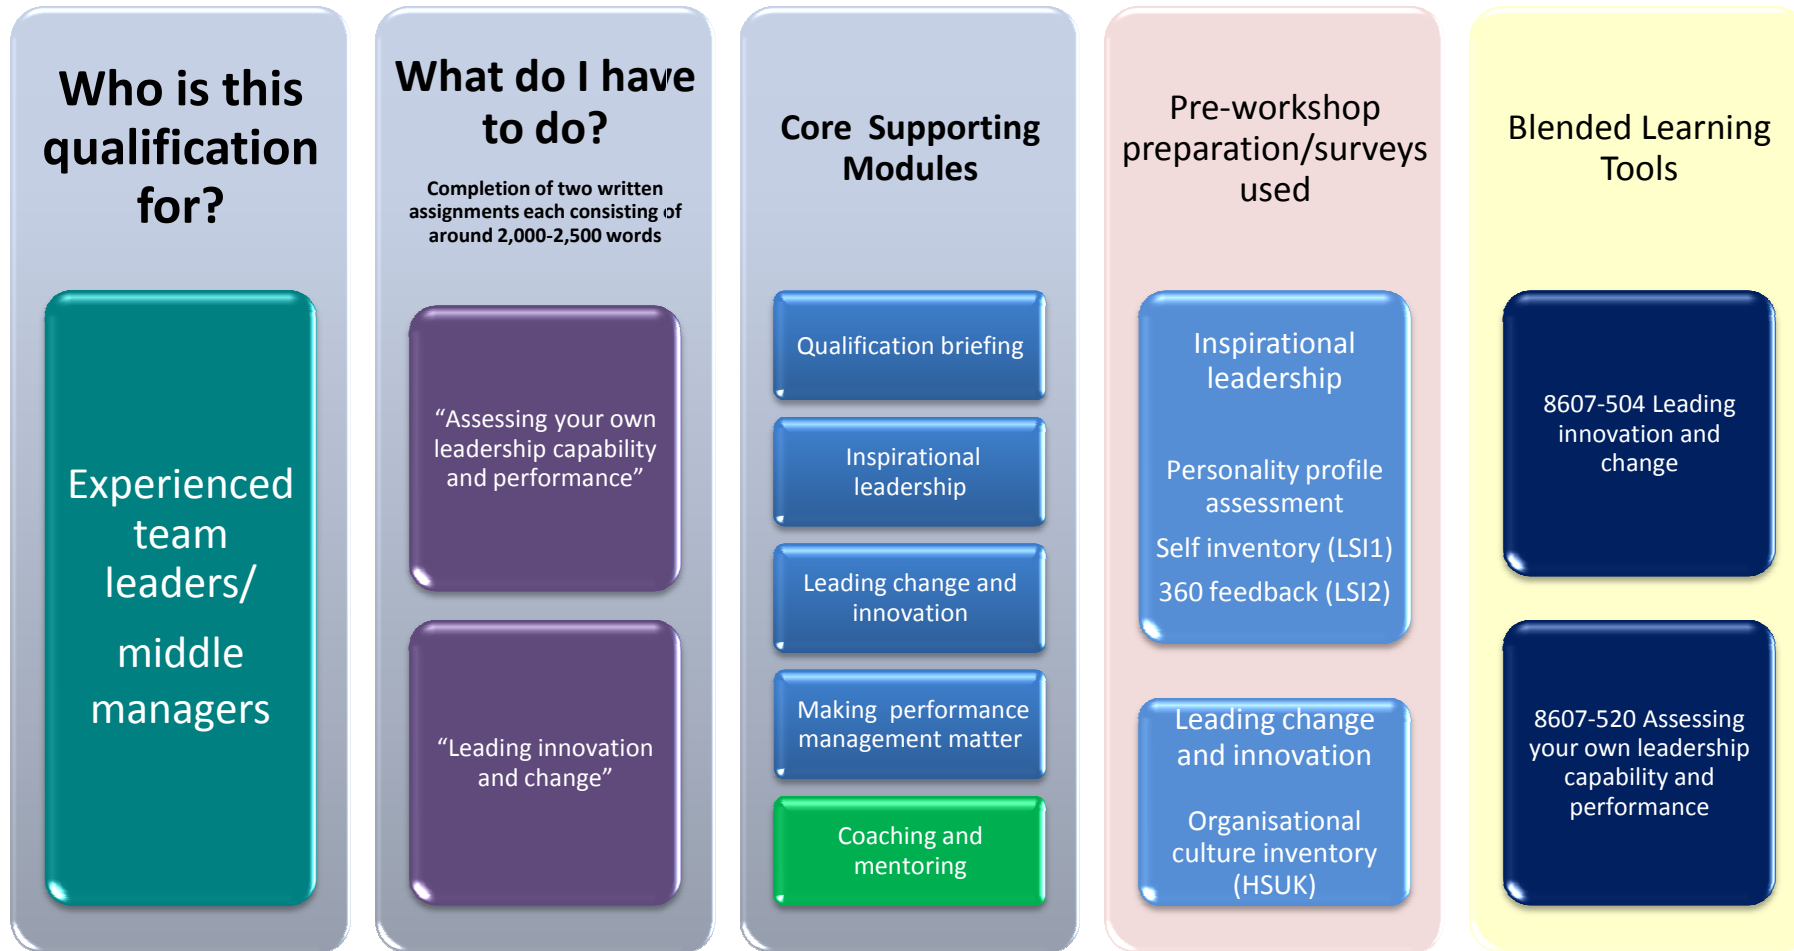 Who is this
qualification
for?
Experienced
team
leaders/
middle
managers
What do I have
to do?
Completion of two written
assignments each consisting of
around 2,000-2,500 words
“Assessing your own
leadership capability
and performance”
“Leading innovation
and change”
Core Supporting
Modules
Qualification briefing
Inspirational
leadership
Leading change and
innovation
Making performance
management matter
Coaching and
mentoring
Pre-workshop
preparation/surveys
used
Inspirational
leadership
Personality profile
assessment
Self inventory (LSI1)
360 feedback (LSI2)
Leading change
and innovation
Organisational
culture inventory
(HSUK)
Blended Learning
Tools
8607-504 Leading
innovation and
change
8607-520 Assessing
your own leadership
capability and
performance